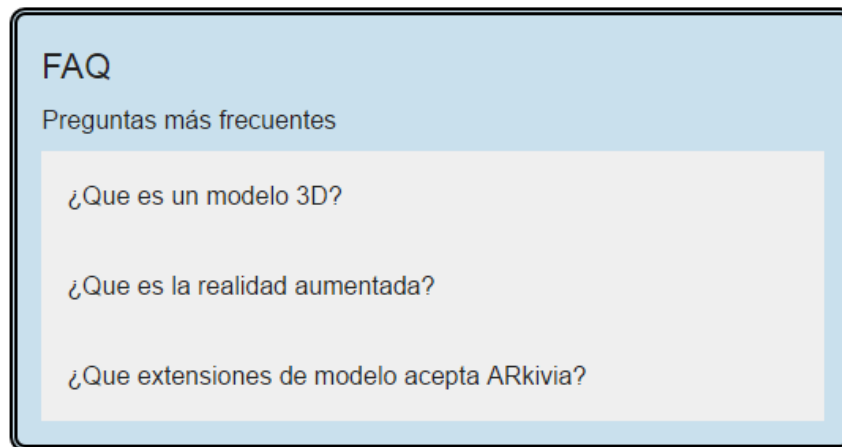 FAQ
Preguntas más frecuentes
¿Que es un modelo 3D?
¿Que es la realidad aumentada?
¿Que extensiones de modelo acepta ARkivia?